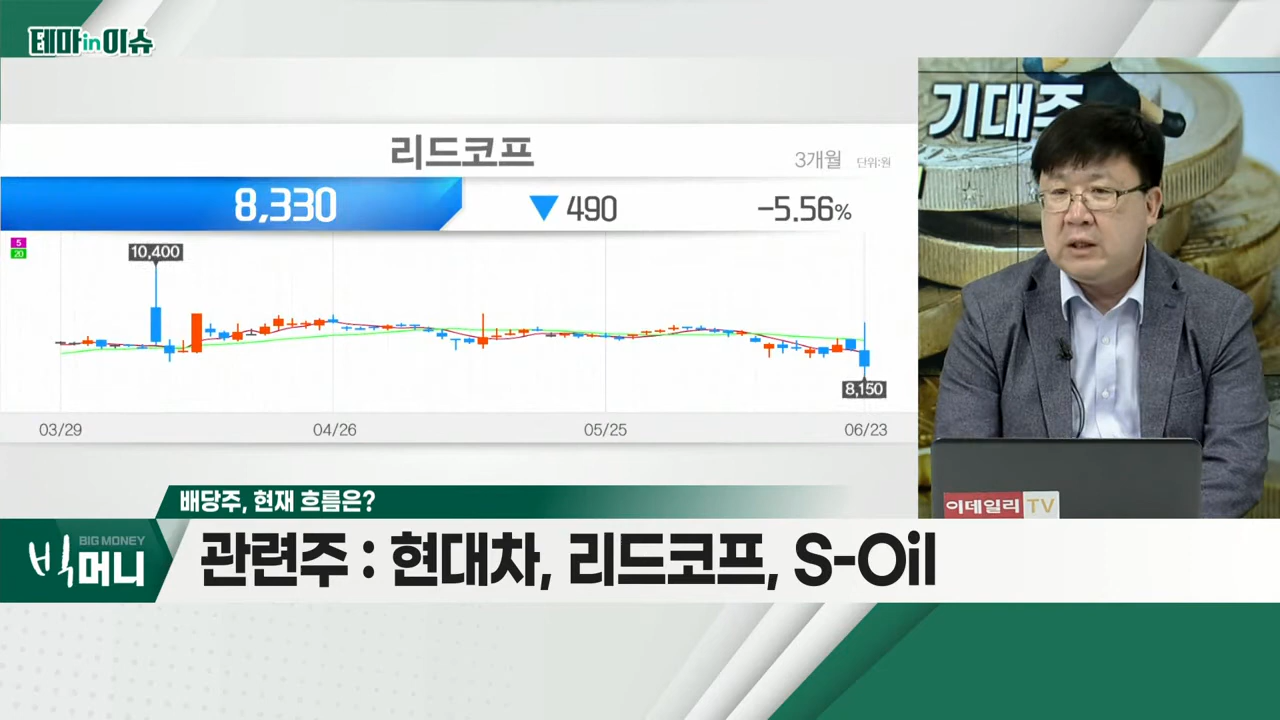 테마in이슈
기대주
리드코프
3개월 단위:원
8,330 ▼ 490 -5.56%
5
20
10,400
8,150
03/29 04/26 05/25 06/23
이데일리TV
배당주, 현재 흐름은?
BIG MONEY
빅머니
관련주 : 현대차, 리드코프, S-Oil